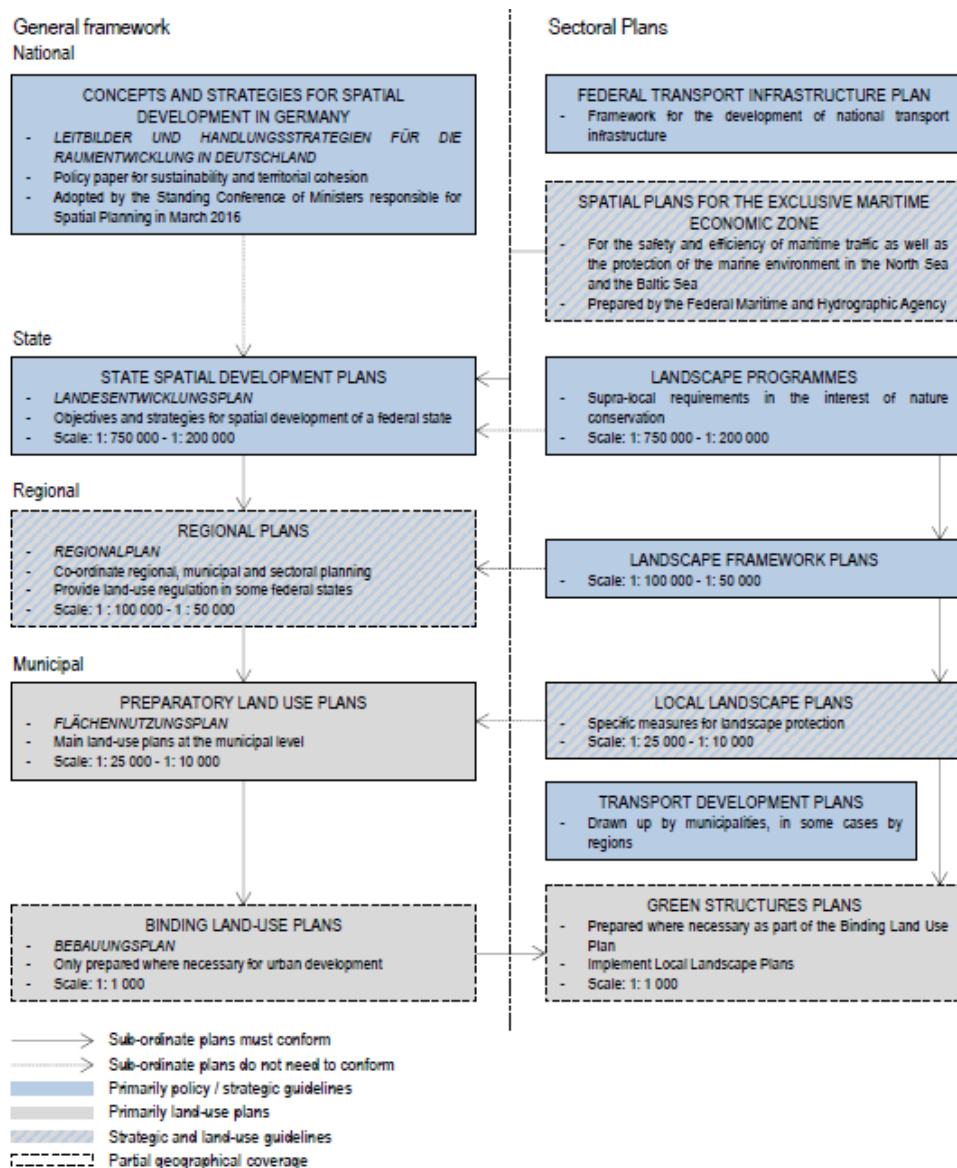 General framework
National
CONCEPTS AND STRATEGIES FOR SPATIAL
DEVELOPMENT IN GERMANY
- LEITBILDER UND HANDLUNGSSTRATEGIEN FÜR DIE
RAUMENTWICKLUNG IN DEUTSCHLAND
- Policy paper for sustainability and territorial cohesion
- Adopted by the Standing Conference of Ministers responsible for
Spatial Planning in March 2016
State
STATE SPATIAL DEVELOPMENT PLANS
- LANDESENTWICKLUNGSPLAN
- Objectives and strategies for spatial development of a federal state
- Scale: 1: 750 000 - 1: 200 000
Regional
REGIONAL PLANS
- REGIONALPLAN
- Co-ordinate regional, municipal and sectoral planning
- Provide land-use regulation in some federal states
- Scale: 1 : 100 000 - 1 : 50 000
Municipal
PREPARATORY LAND USE PLANS
- FLÄCHENNUTZUNGSPLAN
- Main land-use plans at the municipal level
- Scale: 1: 25 000 - 1: 10 000
BINDING LAND-USE PLANS
- BEBAUUNGSPLAN
- Only prepared where necessary for urban development
- Scale: 1: 1 000
Sectoral Plans
FEDERAL TRANSPORT INFRASTRUCTURE PLAN
- Framework for the development of national transport
infrastructure
SPATIAL PLANS FOR THE EXCLUSIVE MARITIME
ECONOMIC ZONE
- For the safety and efficiency of maritime traffic as well as
the protection of the marine environment in the North Sea
and the Baltic Sea
- Prepared by the Federal Maritime and Hydrographic Agency
LANDSCAPE PROGRAMMES
- Supra-local requirements in the interest of nature
conservation
- Scale: 1: 750 000 - 1: 200 000
LANDSCAPE FRAMEWORK PLANS
- Scale: 1: 100 000 - 1: 50 000
LOCAL LANDSCAPE PLANS
- Specific measures for landscape protection
- Scale: 1: 25 000 - 1: 10 000
TRANSPORT DEVELOPMENT PLANS
- Drawn up by municipalities, in some cases by
regions
GREEN STRUCTURES PLANS
- Prepared where necessary as part of the Binding Land Use
Plan
- Implement Local Landscape Plans
- Scale: 1: 1 000
Sub-ordinate plans must conform
Sub-ordinate plans do not need to conform
Primarily policy / strategic guidelines
Primarily land-use plans
Strategic and land-use guidelines
Partial geographical coverage